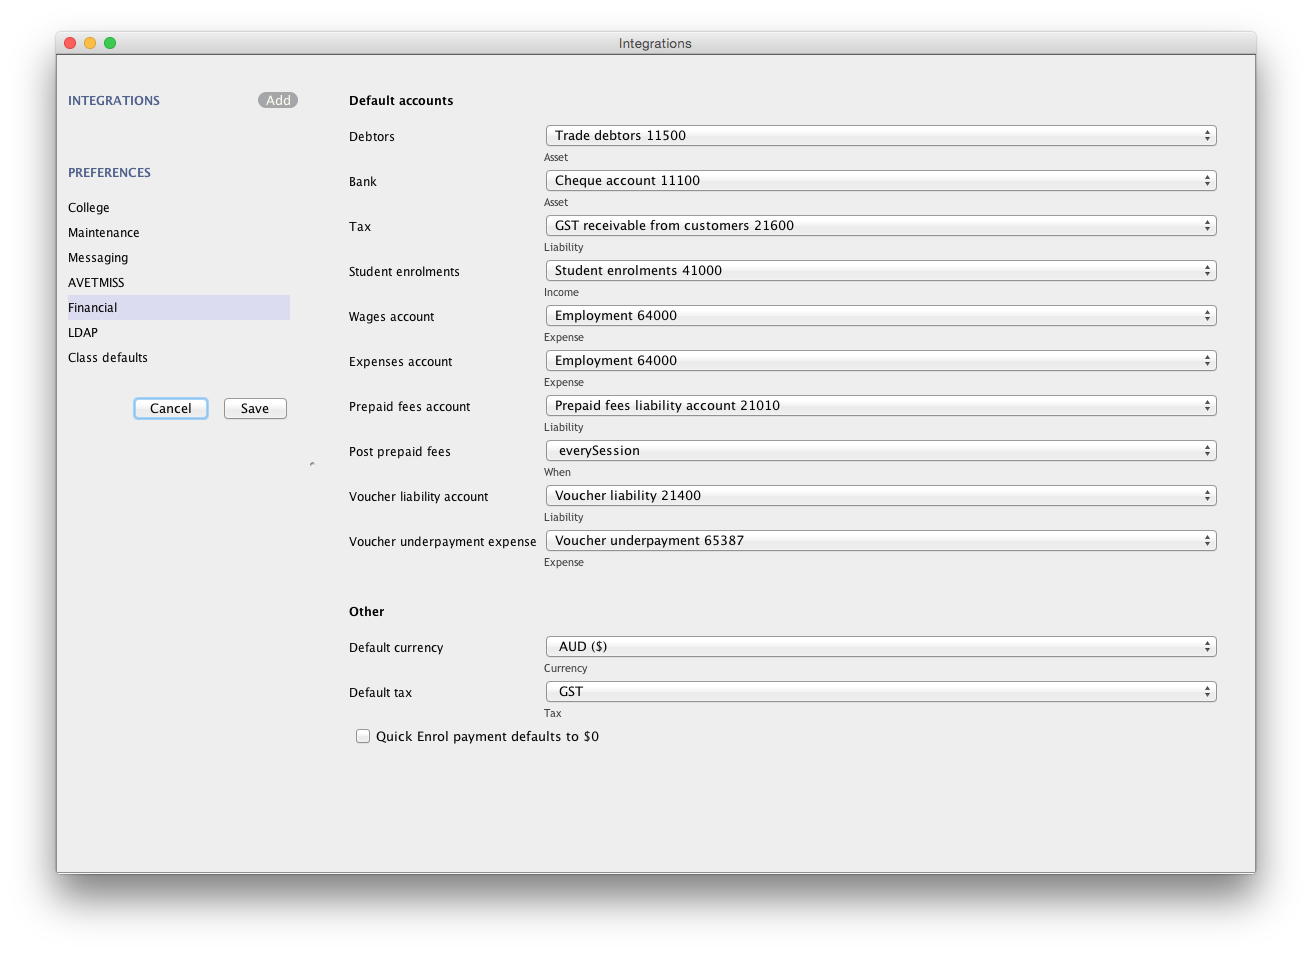 Integrations
INTEGRATIONS Add
PREFERENCES
College
Maintenance
Messaging
AVETMISS
Financial
LDAP
Class defaults
Cancel Save
Default accounts
Debtors Trade debtors 11500
Asset
Bank Cheque account 11100
Asset
Tax GST receivable from customers 21600
Liability
Student enrolments Student enrolments 41000
Income
Wages account Employment 64000
Expense
Expenses account Employment 64000
Expense
Prepaid fees account Prepaid fees liability account 21010
Liability
Post prepaid fees everySession
When
Voucher liability account Voucher liability 21400
Liability
Voucher underpayment expense Voucher underpayment 65387
Expense
Other
Default currency AUD ($)
Currency
Default tax GST
Tax
Quick Enrol payment defaults to $0